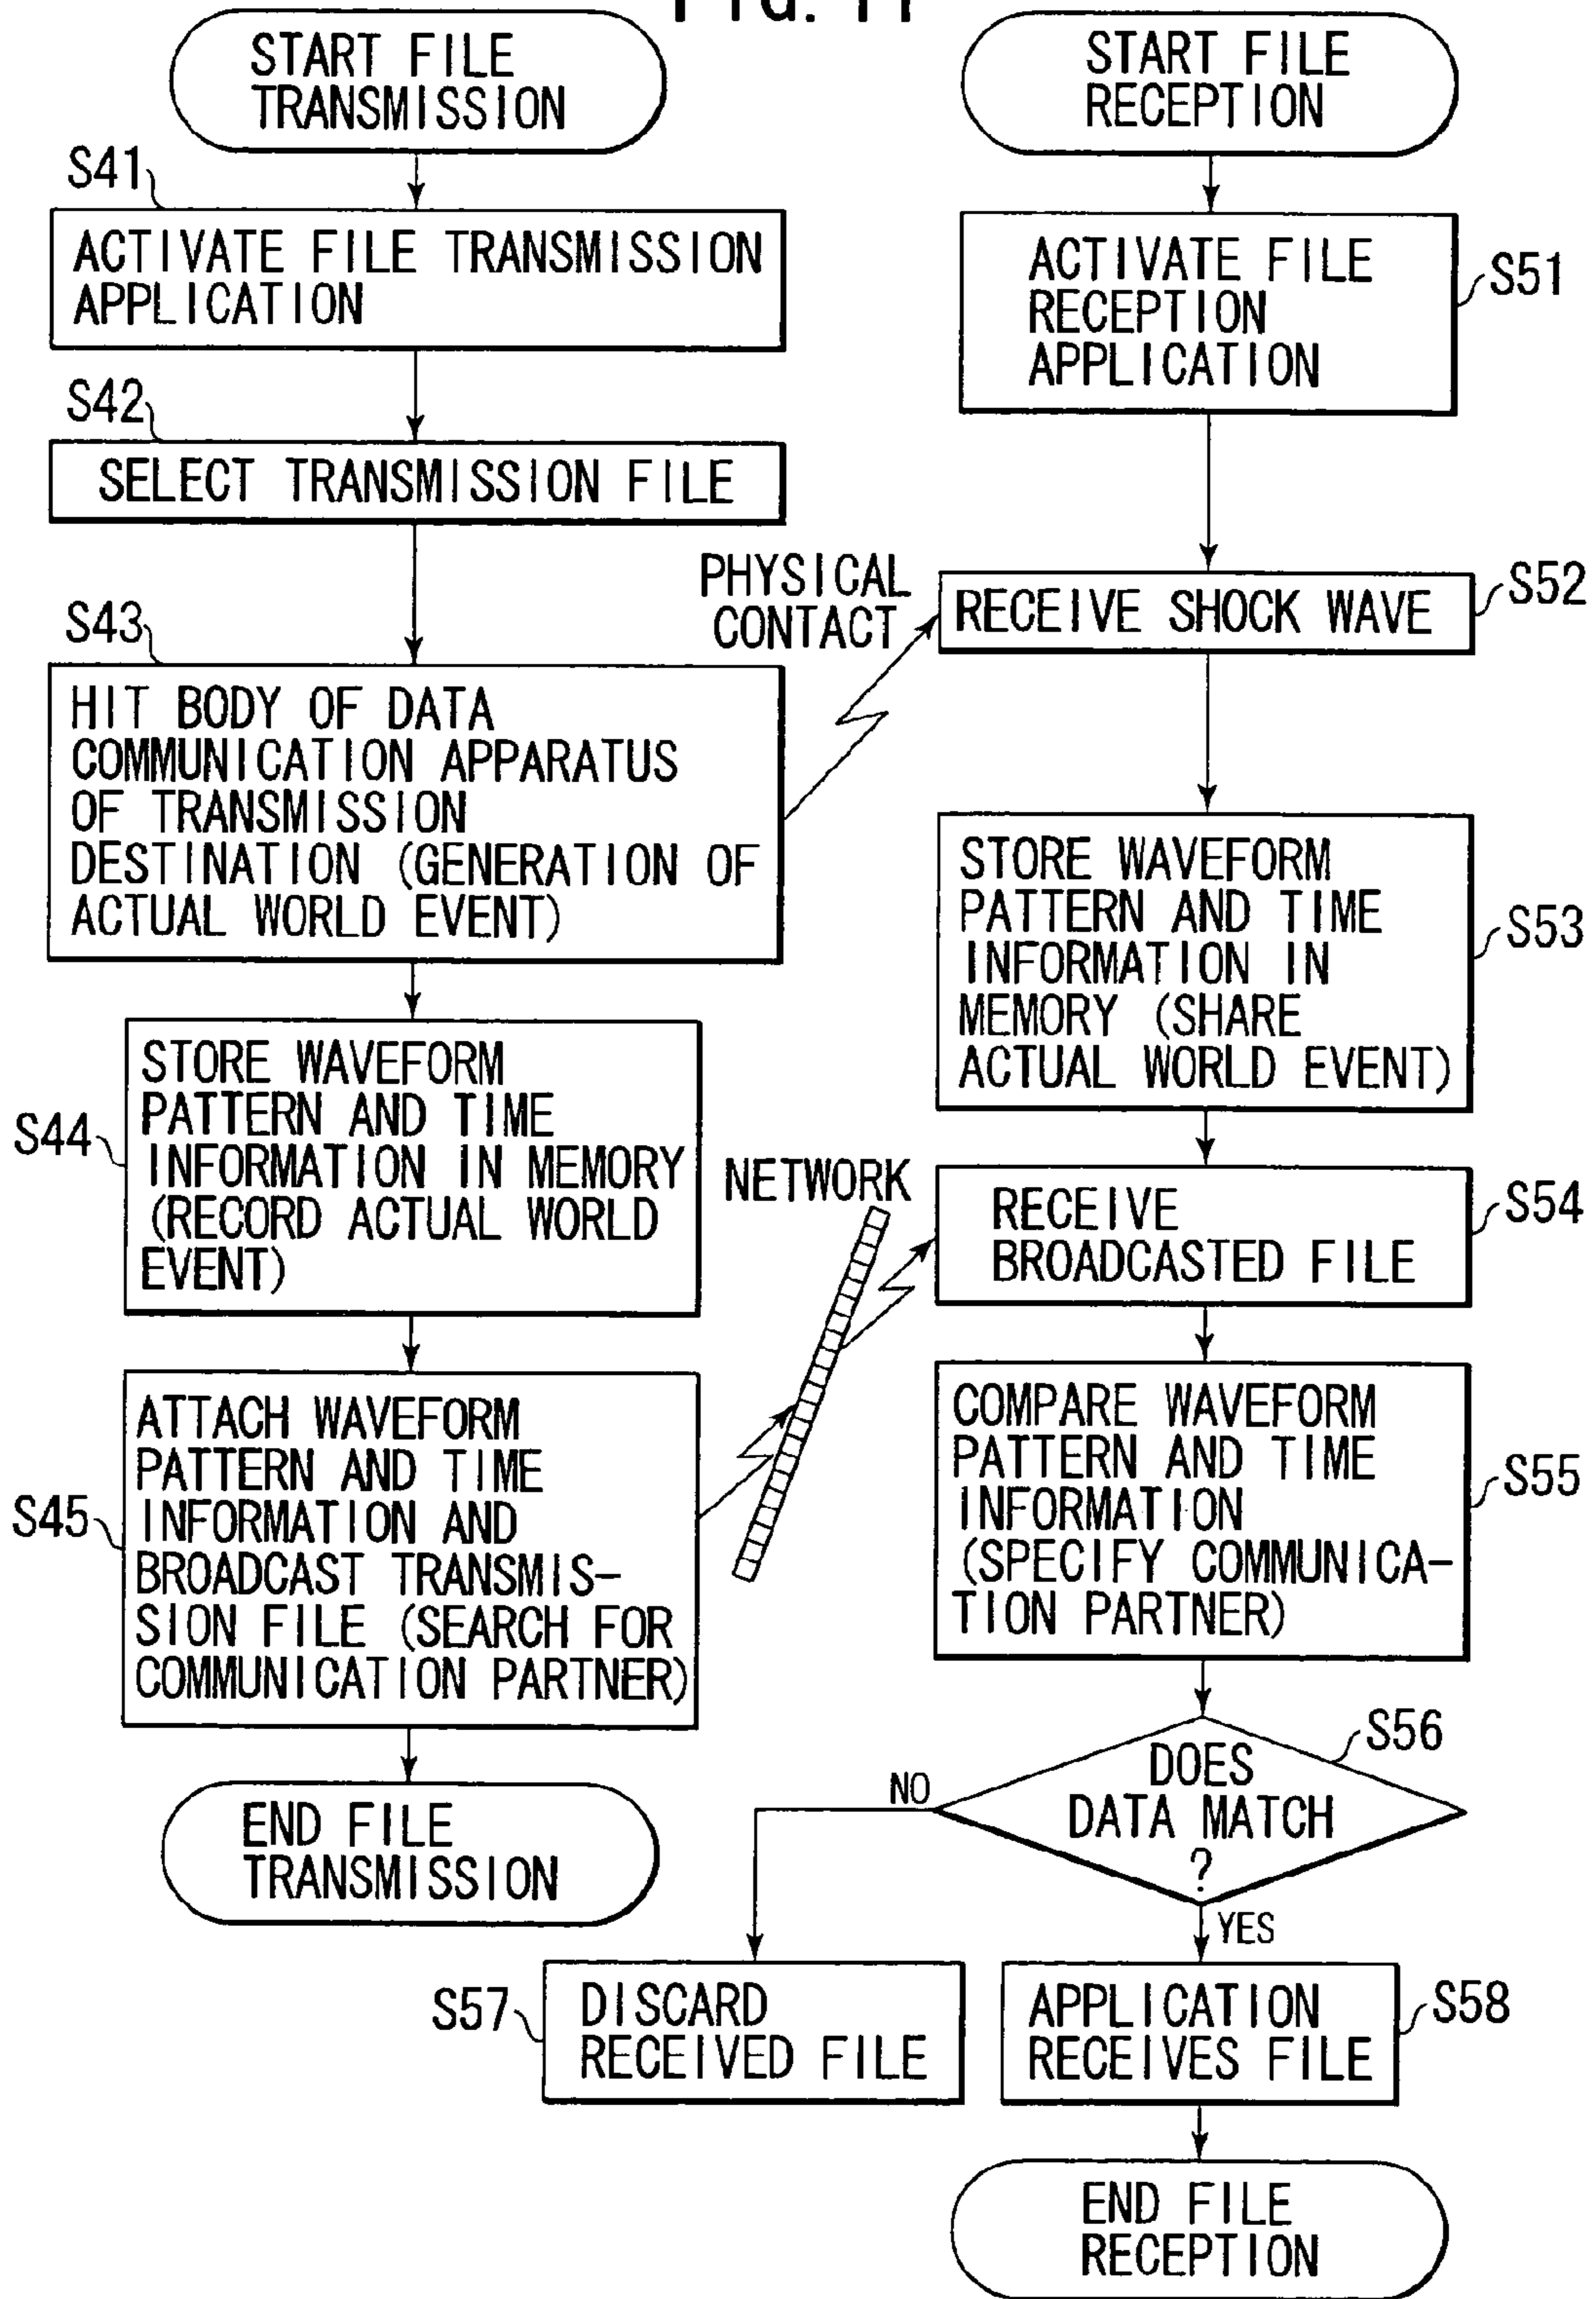 START FILE
TRANSMISSION
S41
ACTIVATE FILE TRANSMISSION
APPLICATION
S42
SELECT TRANSMISSION FILE
S43
HIT BODY OF DATA
COMMUNICATION APPARATUS
OF TRANSMISSION
DESTINATION (GENERATION OF
ACTUAL WORLD EVENT)
S44
STORE WAVEFORM
PATTERN AND TIME
INFORMATION IN MEMORY
(RECORD ACTUAL WORLD
EVENT)
S45
ATTACH WAVEFORM
PATTERN AND TIME
INFORMATION AND
BROADCAST TRANSMIS-
SION FILE (SEARCH FOR
COMMUNICATION PARTNER)
END FILE
TRANSMISSION
PHYSICAL
CONTACT
NETWORK
START FILE
RECEPTION
ACTIVATE FILE
RECEPTION
APPLICATION
S51
RECEIVE SHOCK WAVE
S52
STORE WAVEFORM
PATTERN AND TIME
INFORMATION IN
MEMORY (SHARE
ACTUAL WORLD EVENT)
S53
RECEIVE
BROADCASTED FILE
S54
COMPARE WAVEFORM
PATTERN AND TIME
INFORMATION
(SPECIFY COMMUNICA-
TION PARTNER)
S55
DOES
DATA MATCH
?
S56
NO
YES
S57
DISCARD
RECEIVED FILE
APPLICATION
RECEIVES FILE
S58
END FILE
RECEPTION